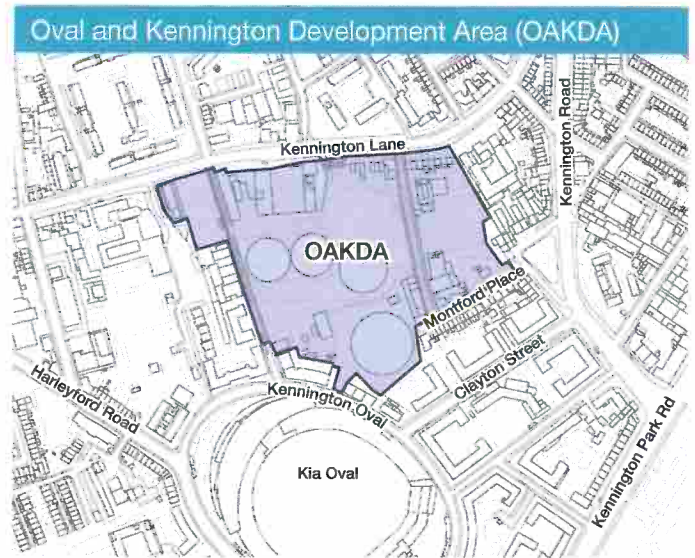 Oval and Kennington Development Area (OAKDA)
Kennington Lane
Kennington Road
OAKDA
Montford Place
Clayton Street
Harleyford Road
Kennington Oval
Kennington Park Rd
Kia Oval